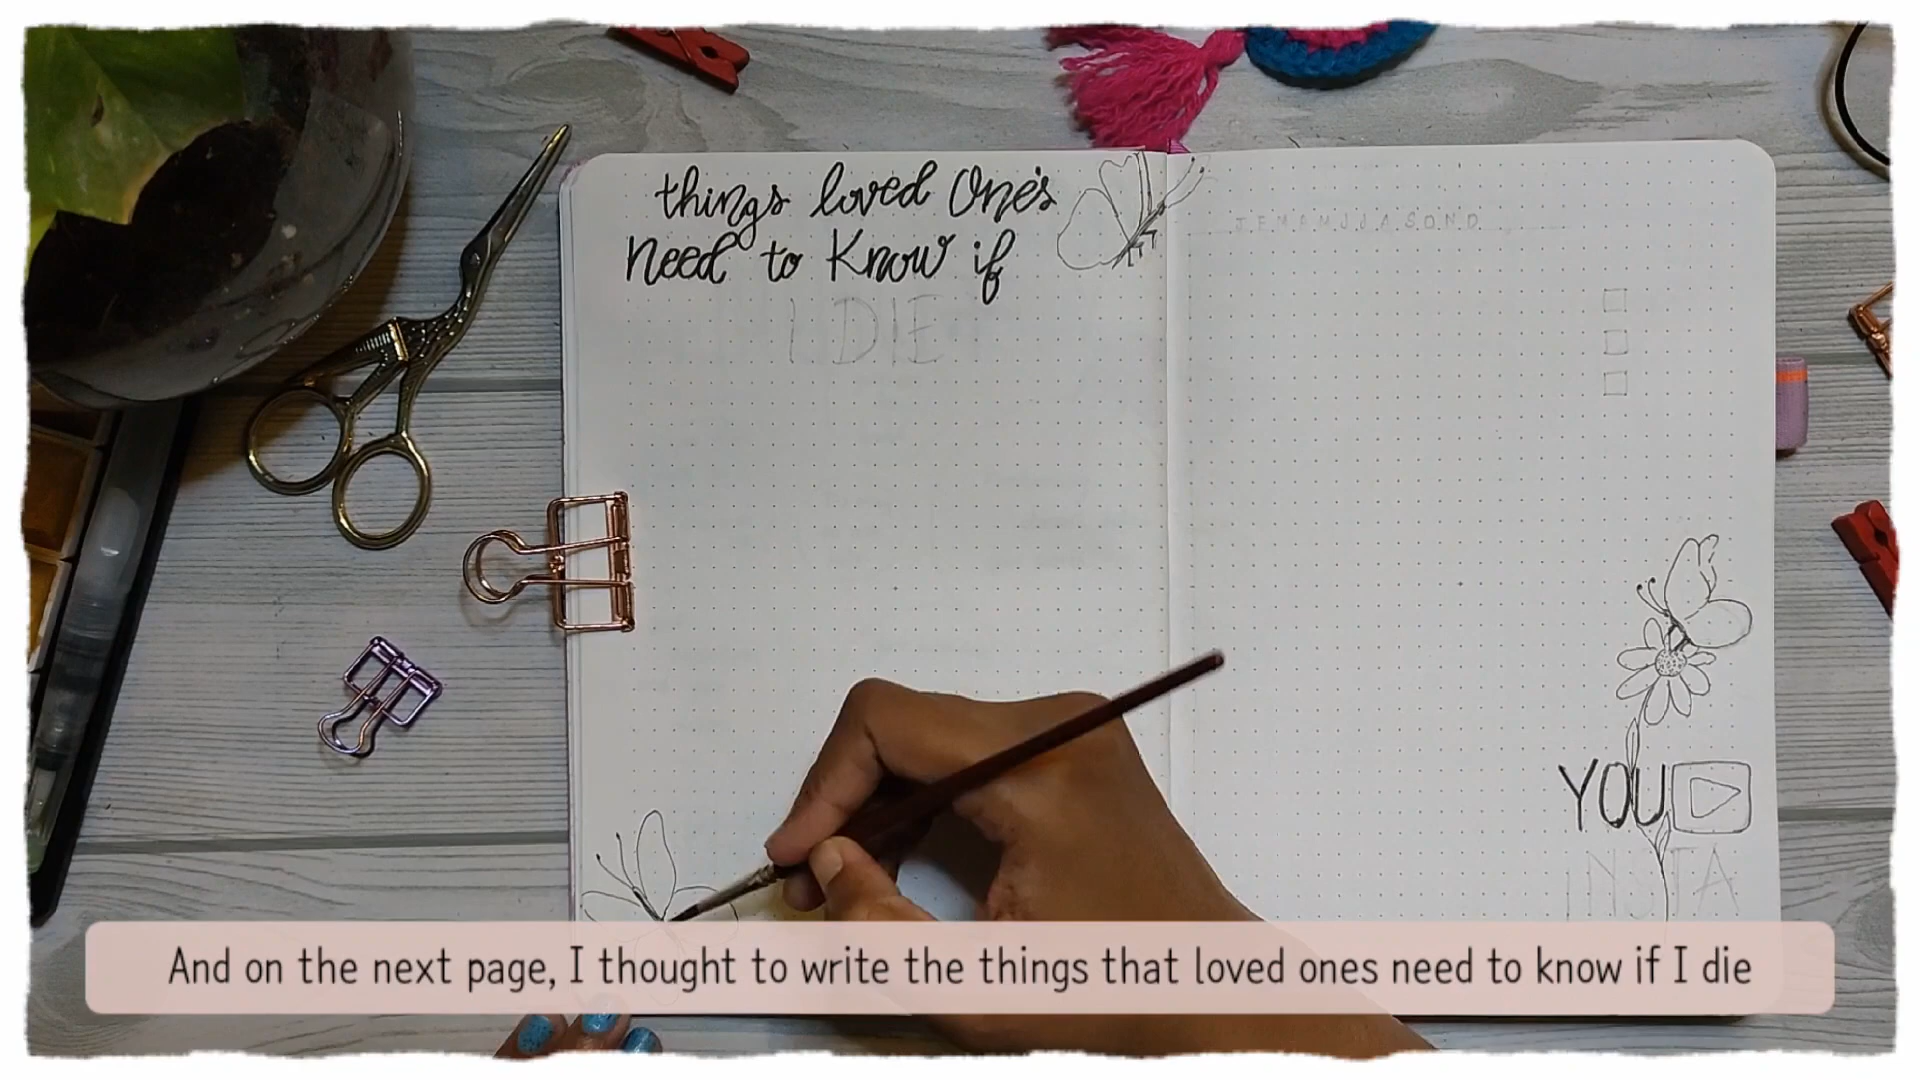 things loved One's
Need to Know if
I DIE
J F M A M J J A S O N D
YOU
INSTA
And on the next page, I thought to write the things that loved ones need to know if I die